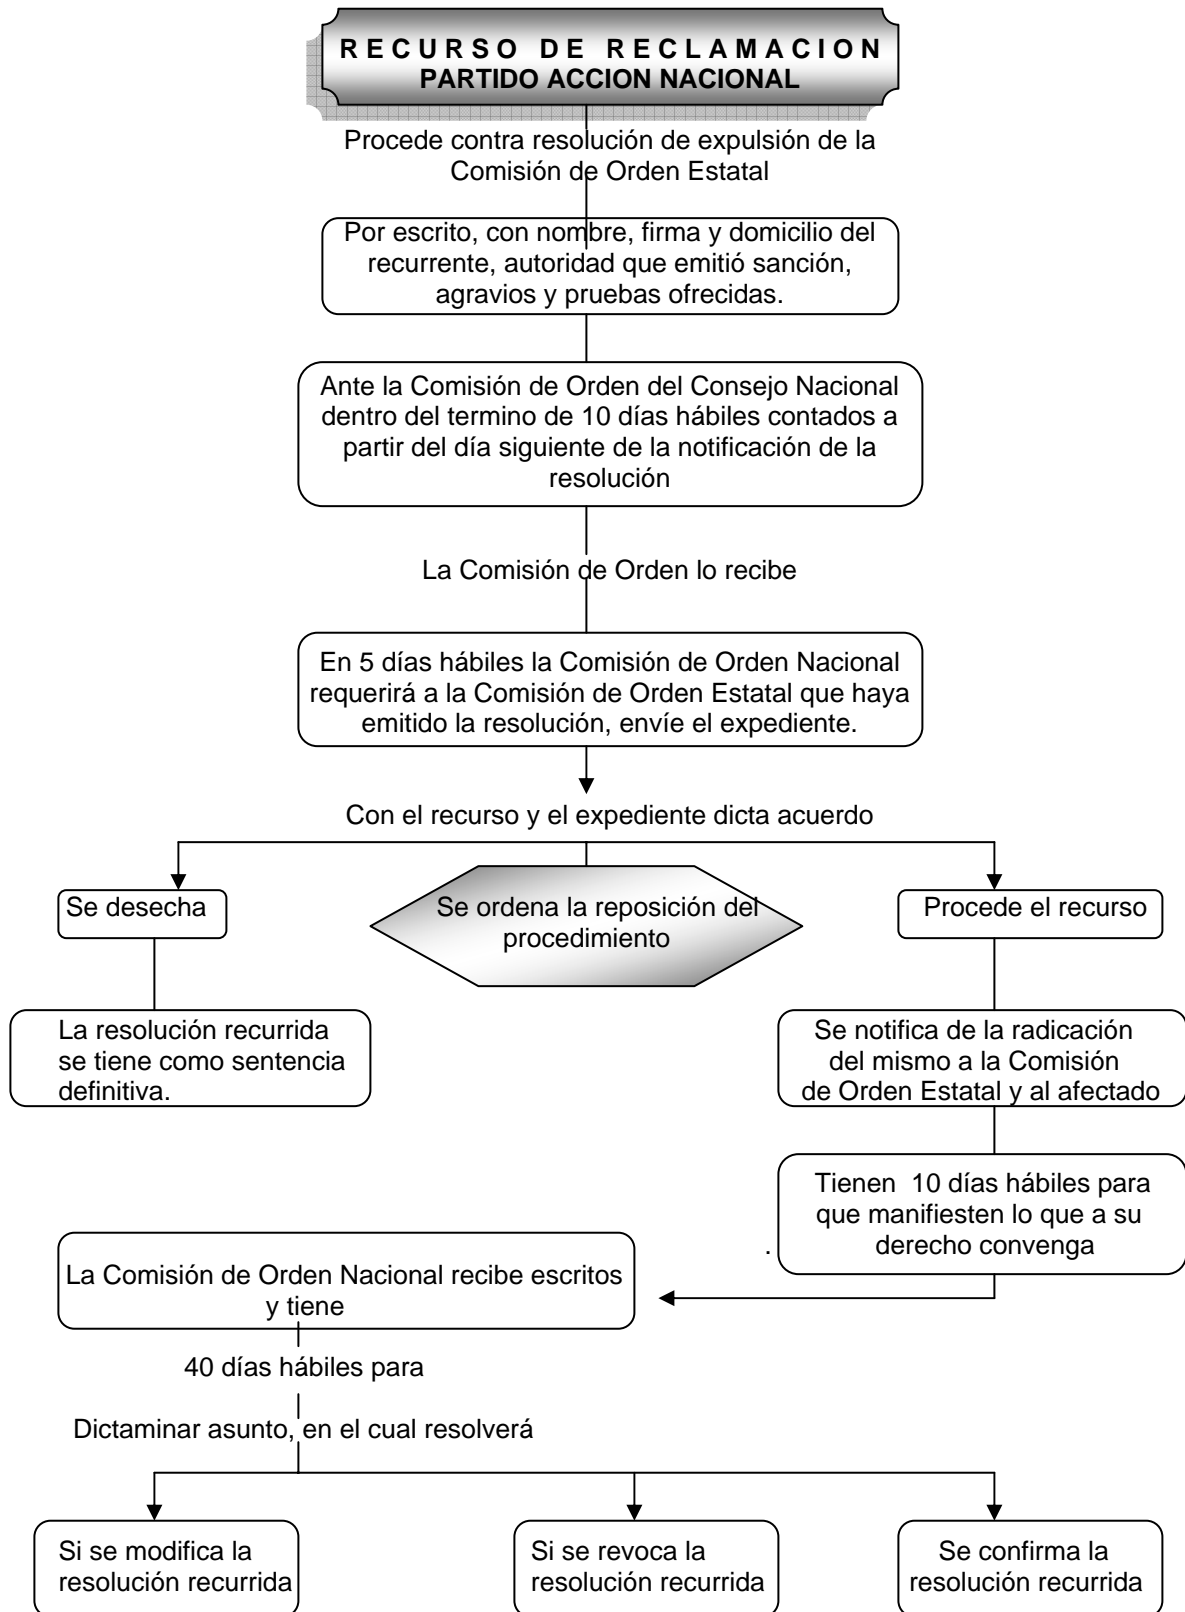 RECURSO DE RECLAMACION
PARTIDO ACCION NACIONAL
Procede contra resolución de expulsión de la
Comisión de Orden Estatal
Por escrito, con nombre, firma y domicilio del
recurrente, autoridad que emitió sanción,
agravios y pruebas ofrecidas.
Ante la Comisión de Orden del Consejo Nacional
dentro del termino de 10 días hábiles contados a
partir del día siguiente de la notificación de la
resolución
La Comisión de Orden lo recibe
En 5 días hábiles la Comisión de Orden Nacional
requerirá a la Comisión de Orden Estatal que haya
emitido la resolución, envíe el expediente.
Con el recurso y el expediente dicta acuerdo
Se desecha
Se ordena la reposición del
procedimiento
Procede el recurso
La resolución recurrida
se tiene como sentencia
definitiva.
Se notifica de la radicación
del mismo a la Comisión
de Orden Estatal y al afectado
Tienen 10 días hábiles para
que manifiesten lo que a su
derecho convenga
.
La Comisión de Orden Nacional recibe escritos
y tiene
40 días hábiles para
Dictaminar asunto, en el cual resolverá
Si se modifica la
resolución recurrida
Si se revoca la
resolución recurrida
Se confirma la
resolución recurrida